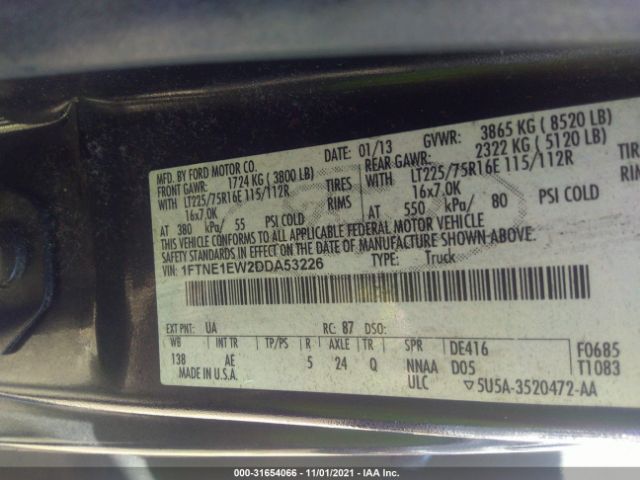 MFD. BY FORD MOTOR CO.
DATE: 01/13 GVWR: 3865 KG ( 8520 LB)
FRONT GAWR: 1724 KG ( 3800 LB) REAR GAWR: 2322 KG ( 5120 LB)
WITH LT225/75R16E 115/112R TIRES WITH LT225/75R16E 115/112R TIRES
16x7.0K RIMS 16x7.0K RIMS
AT 380 kPa/ 55 PSI COLD AT 550 kPa/ 80 PSI COLD
THIS VEHICLE CONFORMS TO ALL APPLICABLE FEDERAL MOTOR VEHICLE
SAFETY STANDARDS IN EFFECT ON THE DATE OF MANUFACTURE SHOWN ABOVE.
VIN: 1FTNE1EW2DDA53226 TYPE: Truck
EXT PNT: UA RC: 87 DSO:
WB INT TR TP/PS R AXLE TR SPR DE416 F0685
138 AE 5 24 Q NNAA D05 T1083
MADE IN U.S.A. ULC ▽5U5A-3520472-AA
000-31654066 - 11/01/2021 - IAA Inc.